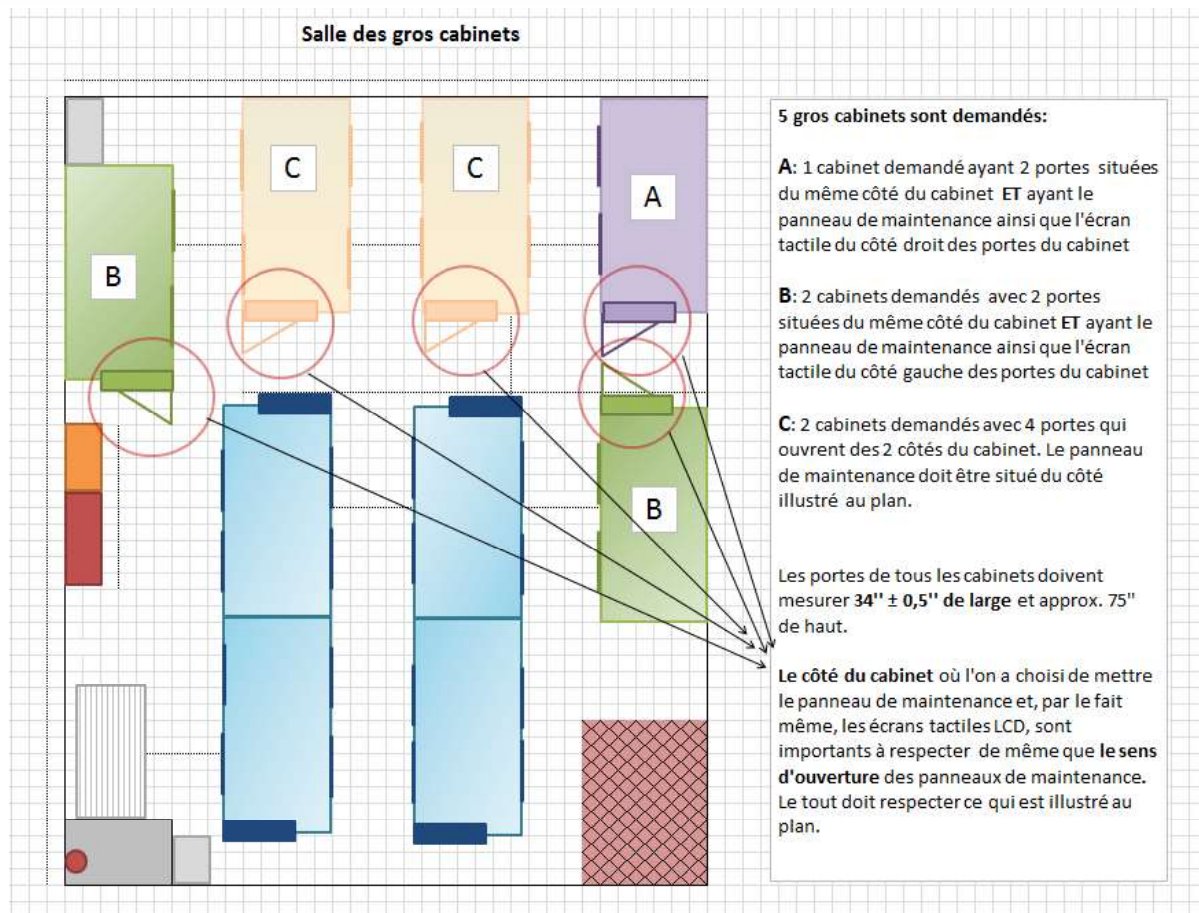 Salle des gros cabinets
C
C
A
B
B
5 gros cabinets sont demandés:
A: 1 cabinet demandé ayant 2 portes situées
du même côté du cabinet ET ayant le
panneau de maintenance ainsi que l'écran
tactile du côté droit des portes du cabinet
B: 2 cabinets demandés avec 2 portes
situées du même côté du cabinet ET ayant le
panneau de maintenance ainsi que l'écran
tactile du côté gauche des portes du cabinet
C: 2 cabinets demandés avec 4 portes qui
ouvrent des 2 côtés du cabinet. Le panneau
de maintenance doit être situé du côté
illustré au plan.
Les portes de tous les cabinets doivent
mesurer 34'' ± 0,5'' de large et approx. 75''
de haut.
Le côté du cabinet où l'on a choisi de mettre
le panneau de maintenance et, par le fait
même, les écrans tactiles LCD, sont
importants à respecter de même que le sens
d'ouverture des panneaux de maintenance.
Le tout doit respecter ce qui est illustré au
plan.